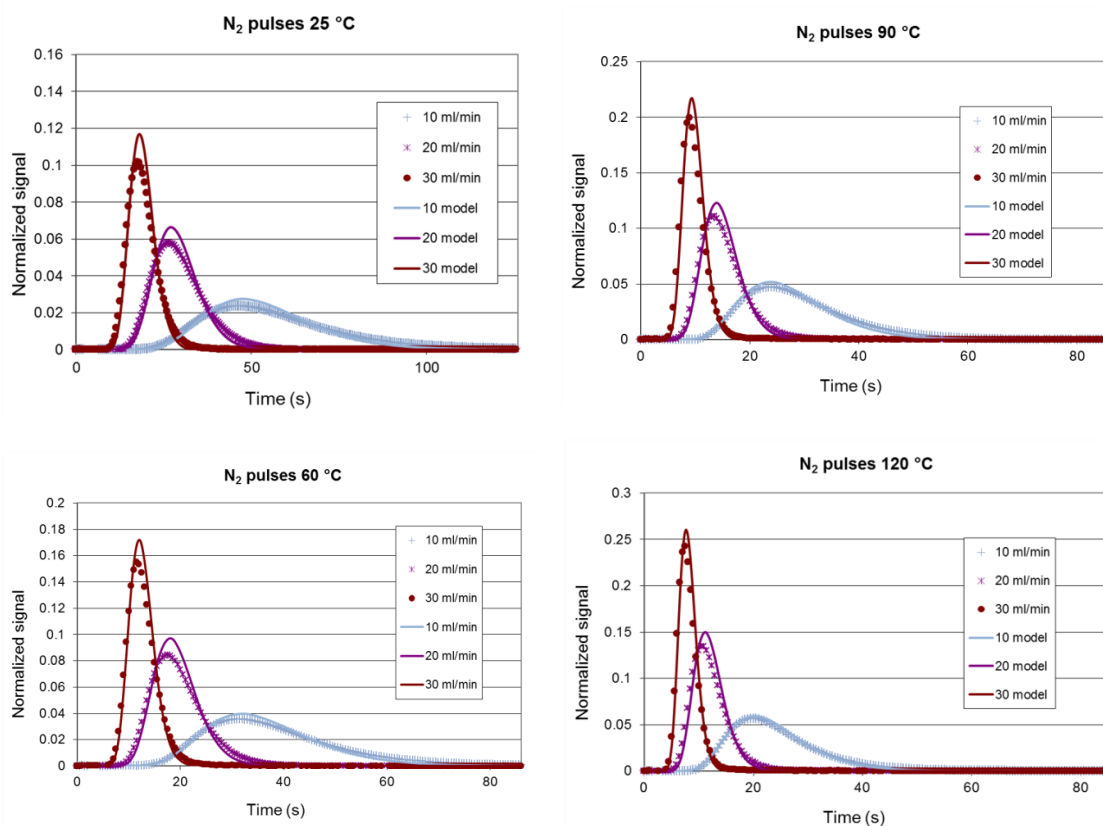 N₂ pulses 25 °C
0.16
0.14
0.12
0.1
0.08
0.06
0.04
0.02
0
0 50 100
Normalized signal
Time (s)
10 ml/min
20 ml/min
30 ml/min
10 model
20 model
30 model
N₂ pulses 90 °C
0.25
0.2
0.15
0.1
0.05
0
0 20 40 60 80
Normalized signal
Time (s)
10 ml/min
20 ml/min
30 ml/min
10 model
20 model
30 model
N₂ pulses 60 °C
0.2
0.18
0.16
0.14
0.12
0.1
0.08
0.06
0.04
0.02
0
0 20 40 60 80
Normalized signal
Time (s)
10 ml/min
20 ml/min
30 ml/min
10 ml/min
20 ml/min
30 ml/min
N₂ pulses 120 °C
0.3
0.25
0.2
0.15
0.1
0.05
0
0 20 40 60 80
Normalized signal
Time (s)
10 ml/min
20 ml/min
30 ml/min
10 model
20 model
30 model